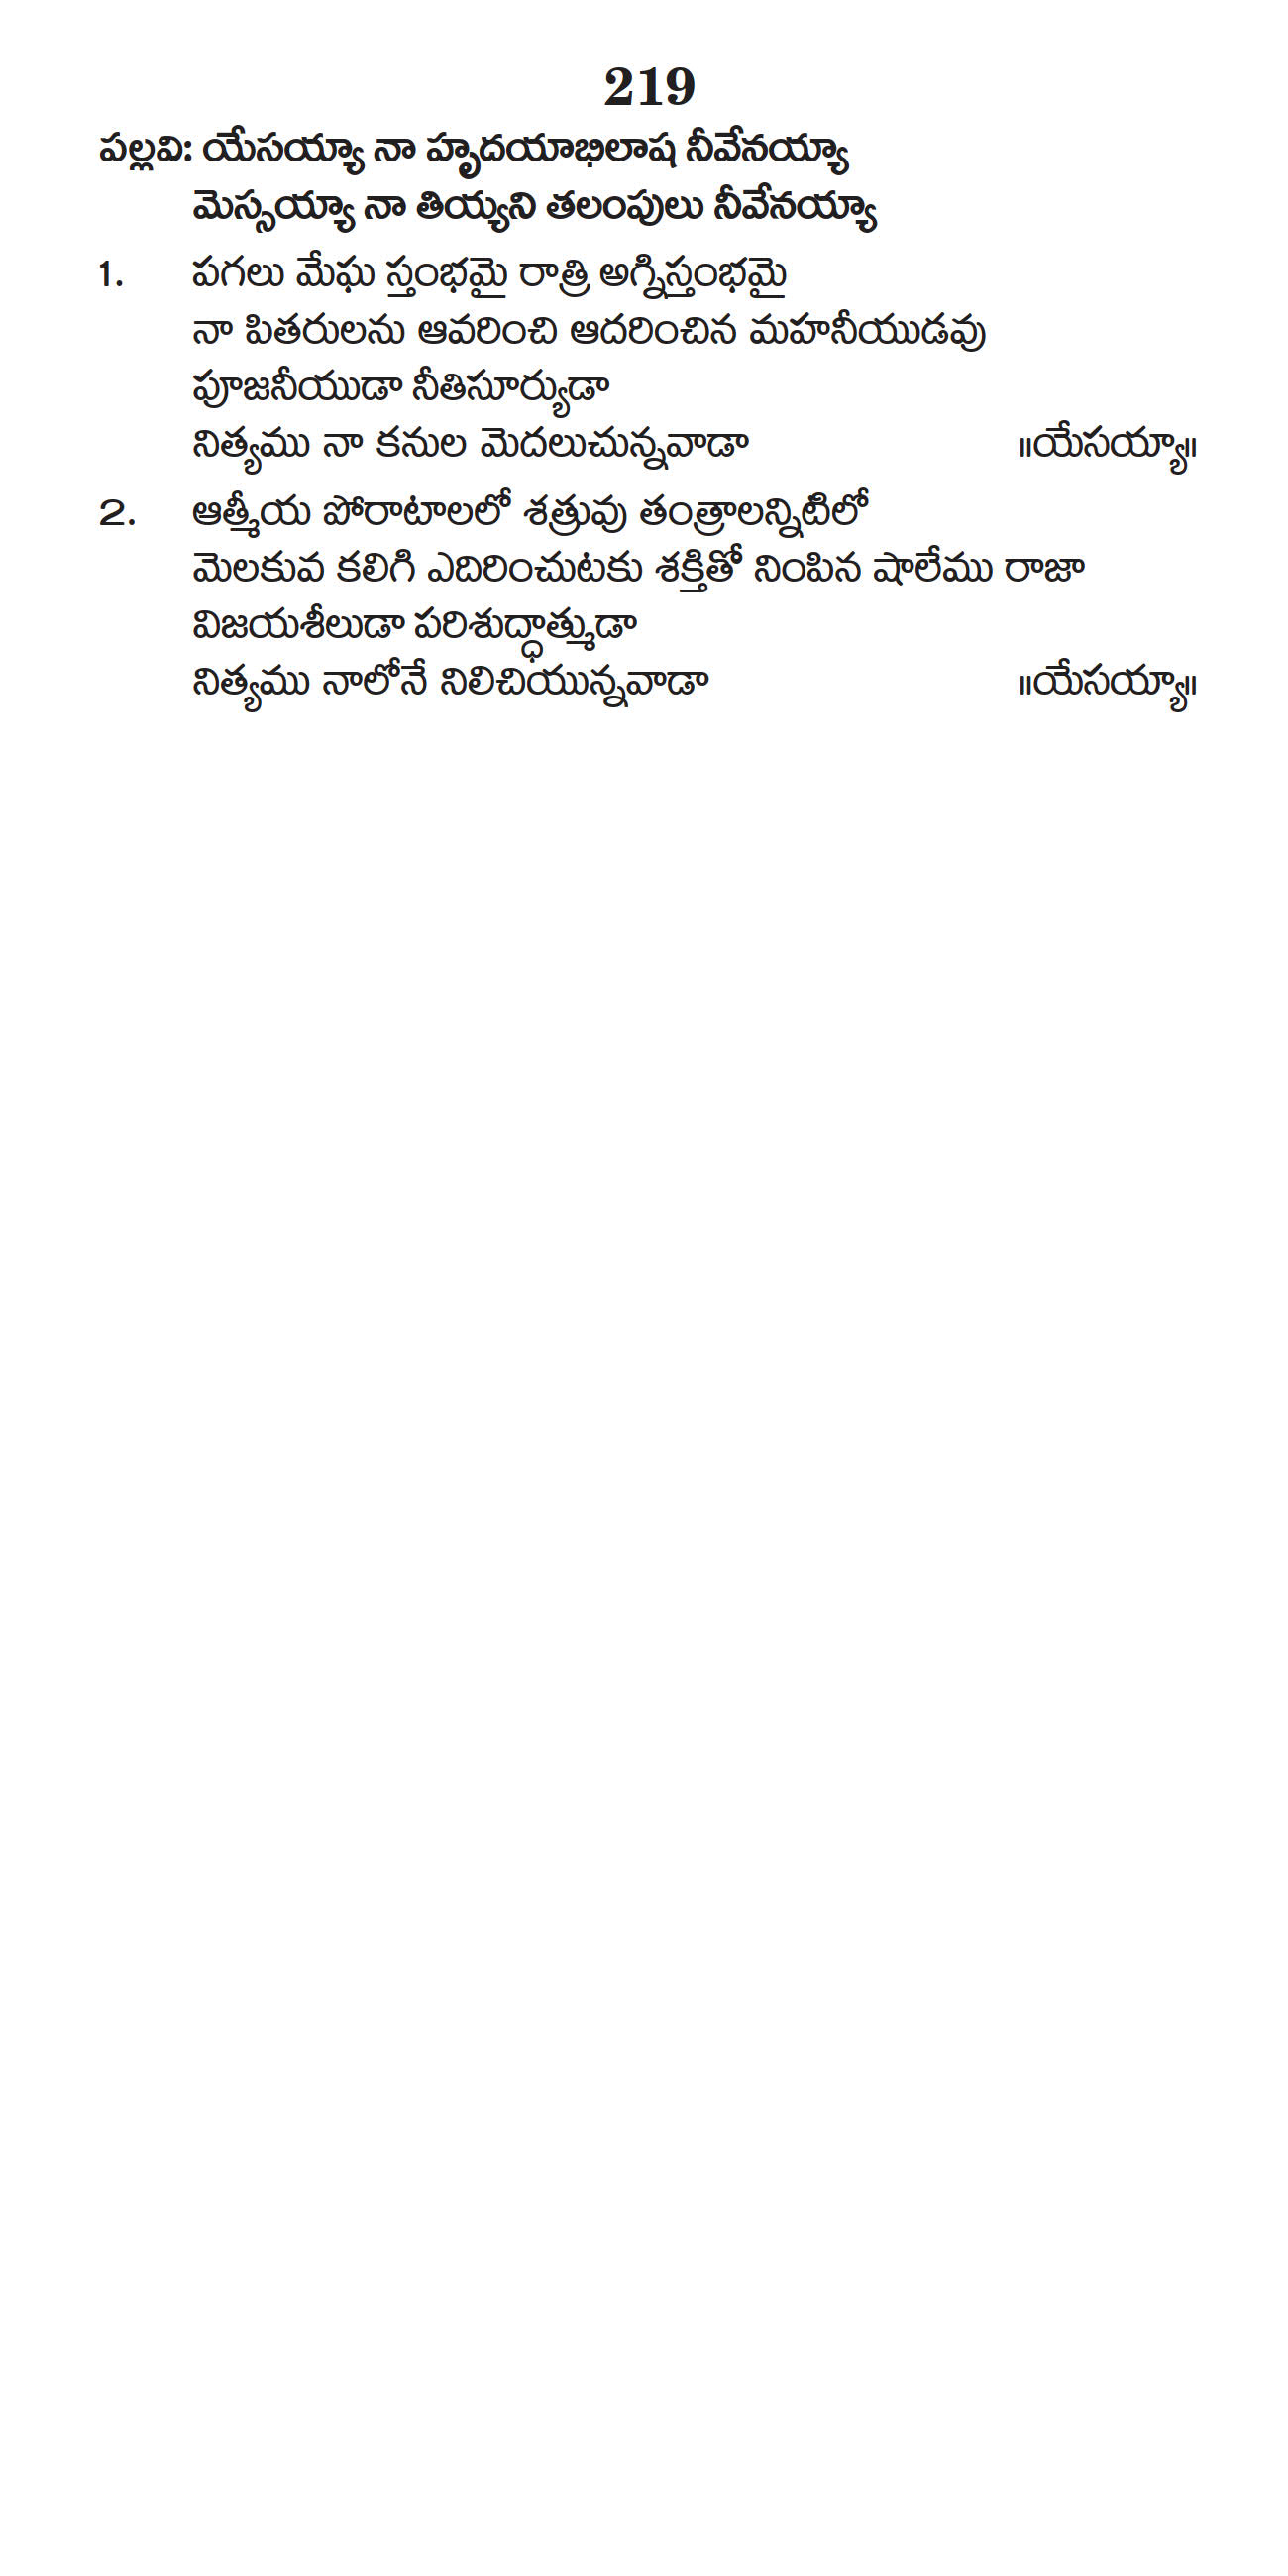 219
పల్లవి: యేసయ్యా నా హృదయాభిలాష నీవేనయ్యా
మెస్సయ్యా నా తియ్యని తలంపులు నీవేనయ్యా
1. పగలు మేఘ స్తంభమై రాత్రి అగ్నిస్తంభమై
నా పితరులను ఆవరించి ఆదరించిన మహనీయుడవు
పూజనీయుడా నీతిసూర్యుడా
నిత్యము నా కనుల మెదలుచున్నవాడా ॥యేసయ్యా॥
2. ఆత్మీయ పోరాటాలలో శత్రువు తంత్రాలన్నిటిలో
మెలకువ కలిగి ఎదిరించుటకు శక్తితో నింపిన షాలేము రాజా
విజయశీలుడా పరిశుద్ధాత్ముడా
నిత్యము నాలోనే నిలిచియున్నవాడా ॥యేసయ్యా॥